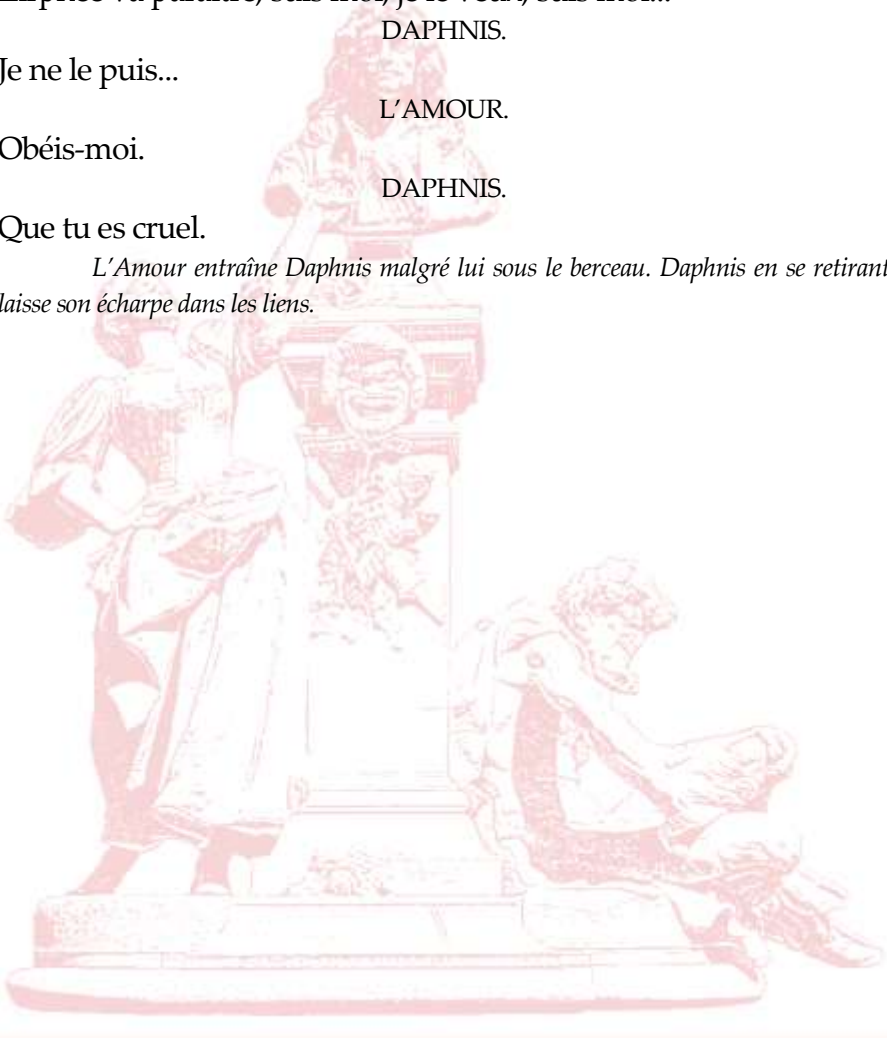 va paraître, suis-moi, je le veux, suis-moi...
DAPHNIS.
Je ne le puis...
L’AMOUR.
Obéis-moi.
DAPHNIS.
Que tu es cruel.
L’Amour entraîne Daphnis malgré lui sous le berceau. Daphnis en se retirant
laisse son écharpe dans les liens.